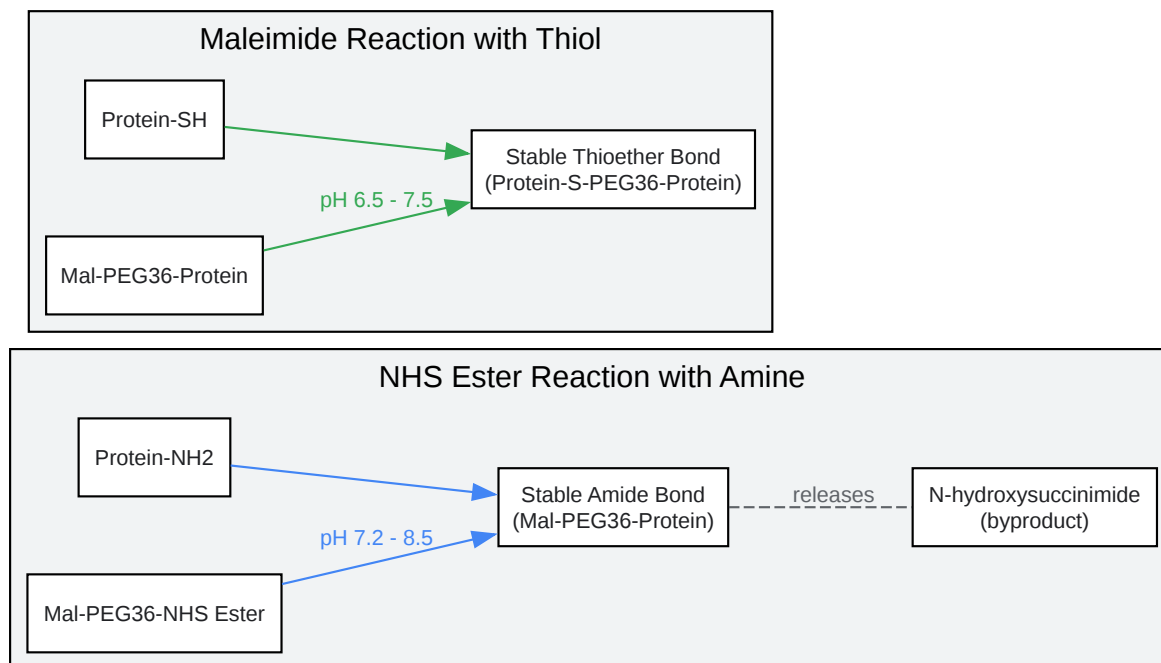 Maleimide Reaction with Thiol
Protein-SH
Stable Thioether Bond
(Protein-S-PEG36-Protein)
pH 6.5 - 7.5
Mal-PEG36-Protein
NHS Ester Reaction with Amine
Protein-NH2
Stable Amide Bond
(Mal-PEG36-Protein)
releases
N-hydroxysuccinimide
(byproduct)
pH 7.2 - 8.5
Mal-PEG36-NHS Ester